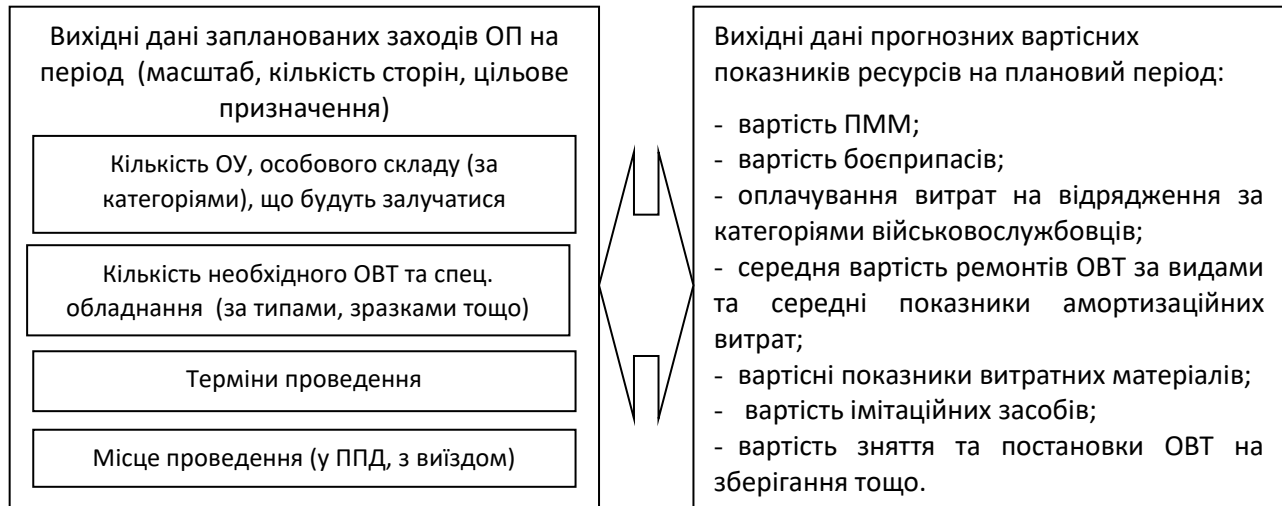 Вихідні дані запланованих заходів ОП на
період (масштаб, кількість сторін, цільове
призначення)
Кількість ОУ, особового складу (за
категоріями), що будуть залучатися
Кількість необхідного ОВТ та спец.
обладнання (за типами, зразками тощо)
Терміни проведення
Місце проведення (у ППД, з виїздом)
Вихідні дані прогнозних вартісних
показників ресурсів на плановий період:
- вартість ПММ;
- вартість боєприпасів;
- оплачування витрат на відрядження за
категоріями військовослужбовців;
- середня вартість ремонтів ОВТ за видами
та середні показники амортизаційних
витрат;
- вартісні показники витратних матеріалів;
- вартість імітаційних засобів;
- вартість зняття та постановки ОВТ на
зберігання тощо.